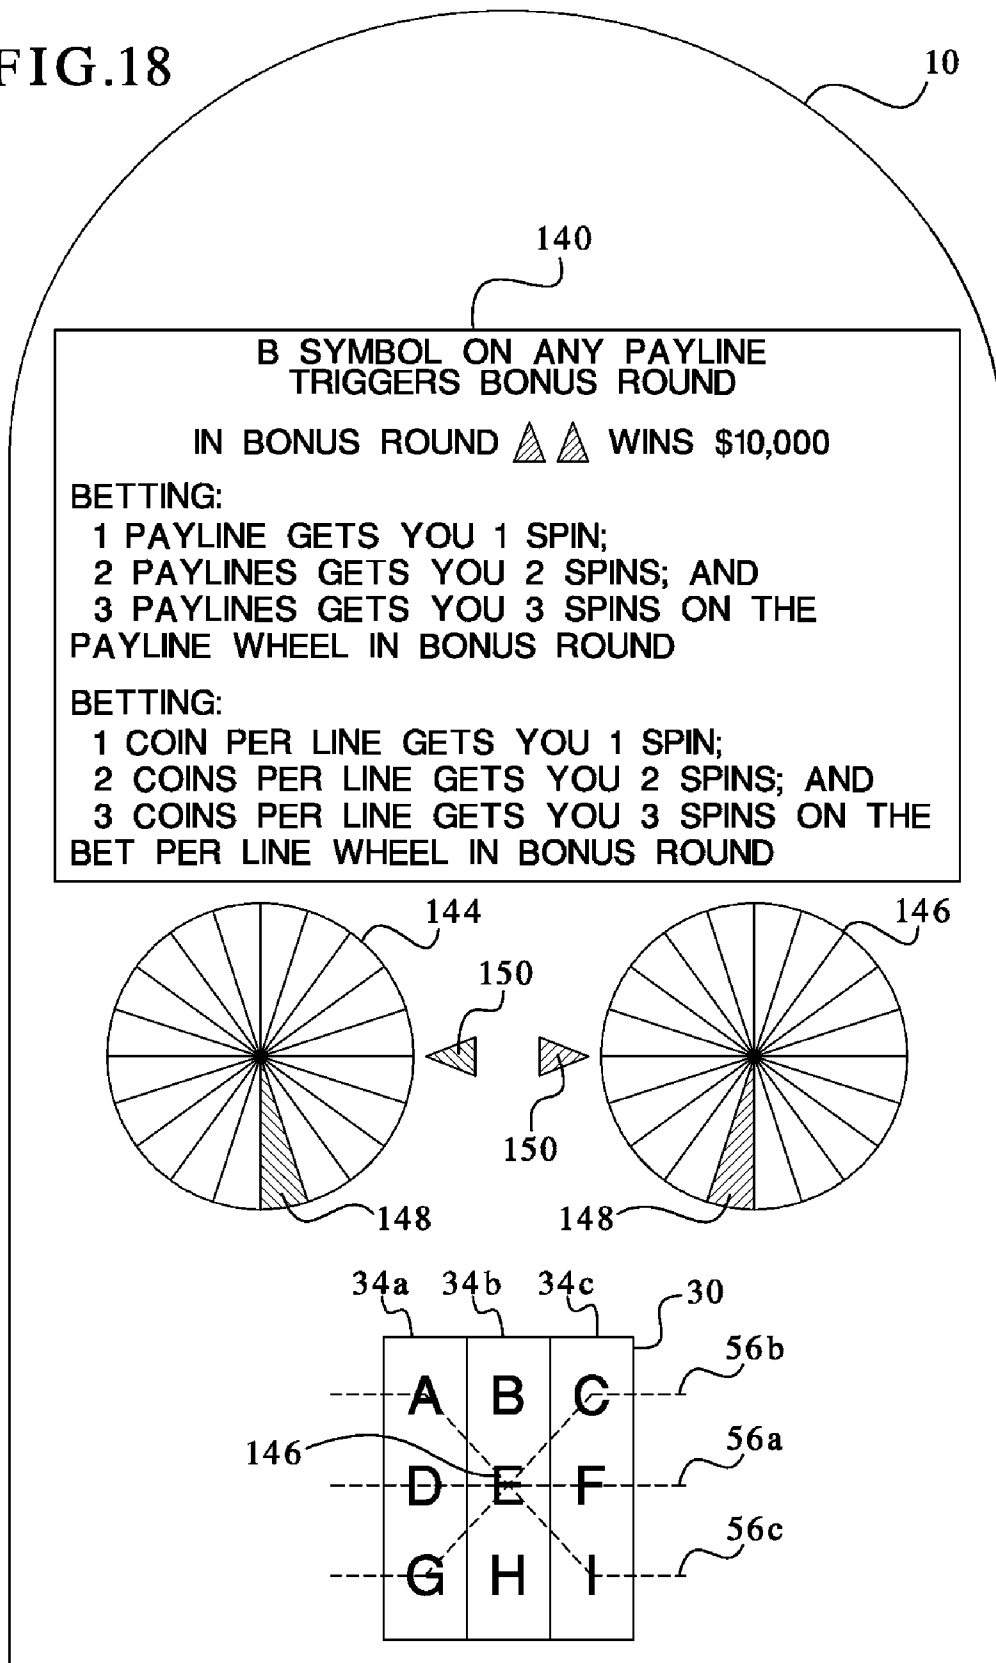 FIG.18
10
140
B SYMBOL ON ANY PAYLINE
TRIGGERS BONUS ROUND
IN BONUS ROUND WINS $10,000
BETTING:
1 PAYLINE GETS YOU 1 SPIN;
2 PAYLINES GETS YOU 2 SPINS; AND
3 PAYLINES GETS YOU 3 SPINS ON THE
PAYLINE WHEEL IN BONUS ROUND
BETTING:
1 COIN PER LINE GETS YOU 1 SPIN;
2 COINS PER LINE GETS YOU 2 SPINS; AND
3 COINS PER LINE GETS YOU 3 SPINS ON THE
BET PER LINE WHEEL IN BONUS ROUND
144
146
150
150
148
148
34a 34b 34c 30
A B C 56b
146
D E F 56a
G H I 56c